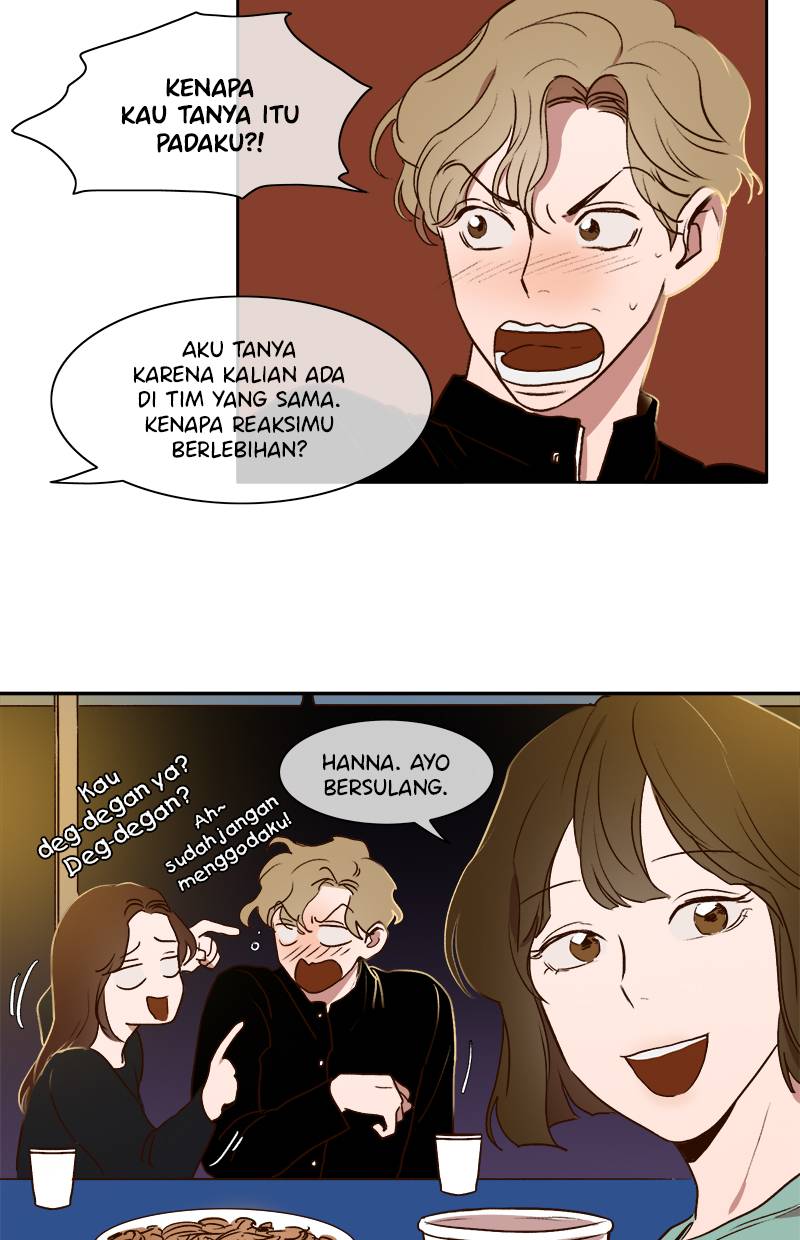 KENAPA
KAU TANYA ITU
PADAKU?!
AKU TANYA
KARENA KALIAN ADA
DI TIM YANG SAMA.
KENAPA REAKSIMU
BERLEBIHAN?
HANNA. AYO
BERSULANG.
Kau
deg-degan ya?
Deg-degan?
Ah~
sudah jangan
menggodaku!